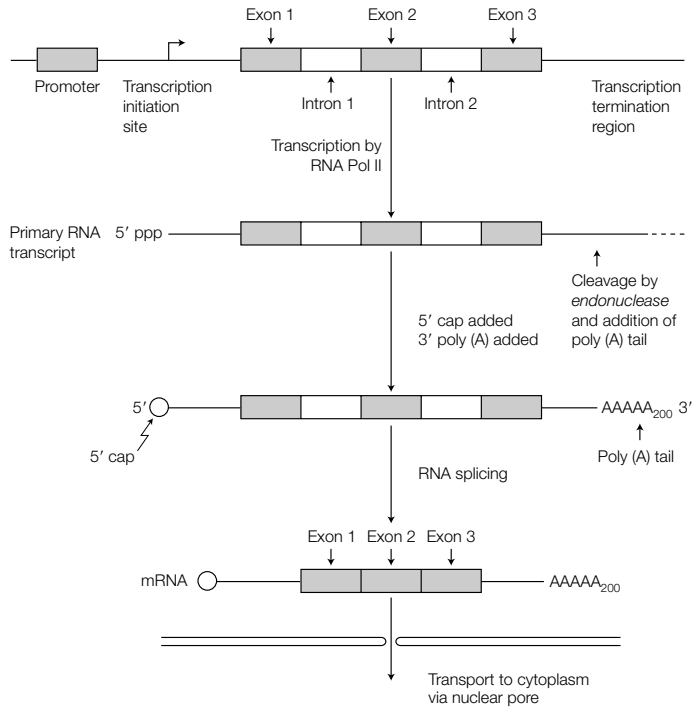 Exon 1
Exon 2
Exon 3
Promoter
Transcription
initiation
site
Intron 1
Intron 2
Transcription
termination
region
Transcription by
RNA Pol II
Primary RNA
transcript
5′ ppp
Cleavage by
endonuclease
and addition of
poly (A) tail
5′ cap added
3′ poly (A) added
5′
AAAAA200 3′
5′ cap
Poly (A) tail
RNA splicing
Exon 1
Exon 2
Exon 3
mRNA
AAAAA200
Transport to cytoplasm
via nuclear pore